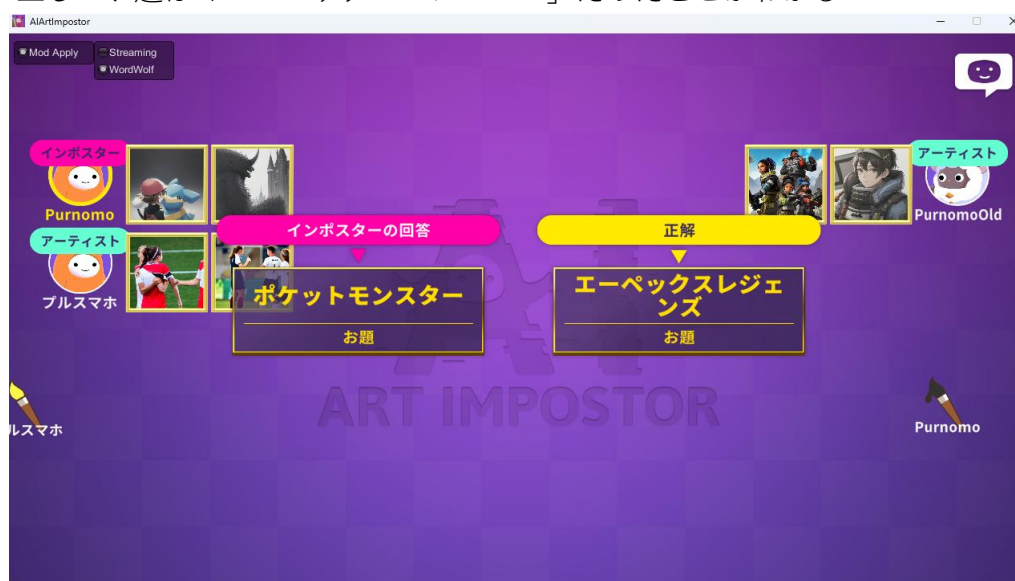 AIArtImpostor
Mod Apply
Streaming
WordWolf
インポスター
Purnomo
アーティスト
プルスマホ
アーティスト
PurnomoOld
インポスターの回答
ポケットモンスター
お題
正解
エーペックスレジェ
ンズ
お題
AI
ART IMPOSTOR
ルスマホ
Purnomo